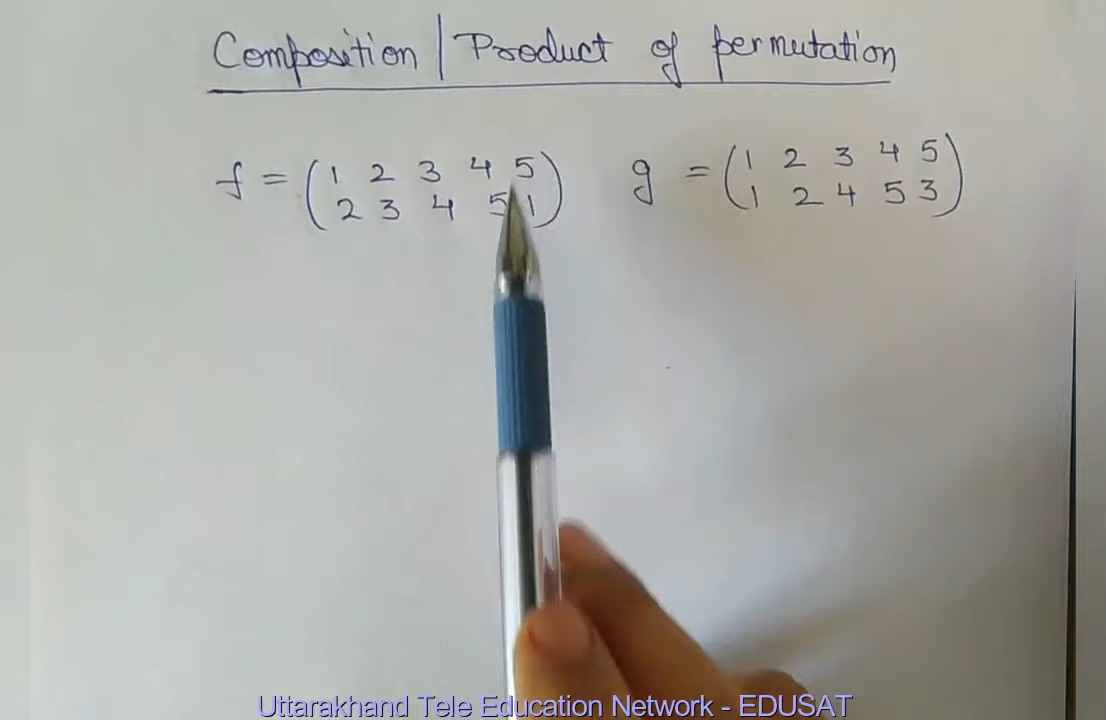 Composition | Product of permutation
f = (1 2 3 4 5) g = (1 2 3 4 5)
(2 3 4 5 1) (1 2 4 5 3)
Uttarakhand Tele Education Network - EDUSAT